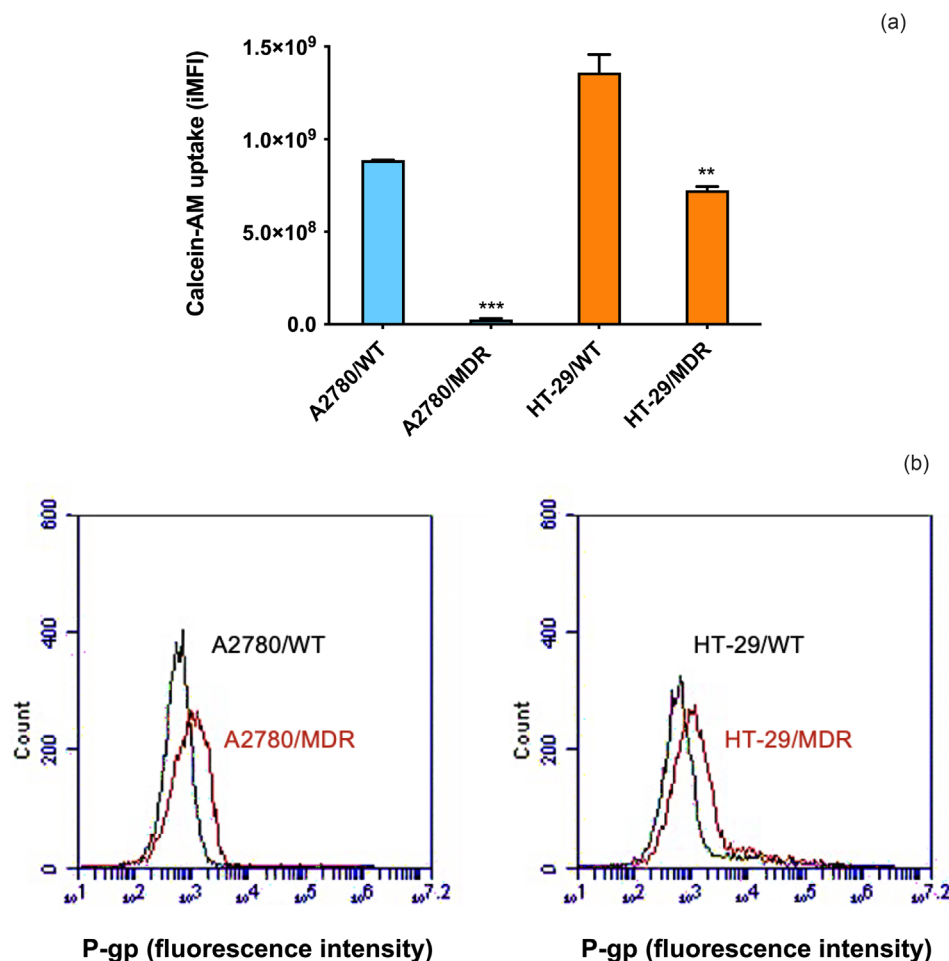 (a)
Calcein-AM uptake (iMFI)
1.5×10⁹
1.0×10⁹
5.0×10⁸
0.0
***
**
A2780/WT
A2780/MDR
HT-29/WT
HT-29/MDR
(b)
800
600
400
200
0
Count
A2780/WT
A2780/MDR
10¹ 10² 10³ 10⁴ 10⁵ 10⁶ 10⁷·²
P-gp (fluorescence intensity)
600
400
200
0
Count
HT-29/WT
HT-29/MDR
10¹ 10² 10³ 10⁴ 10⁵ 10⁶ 10⁷·²
P-gp (fluorescence intensity)